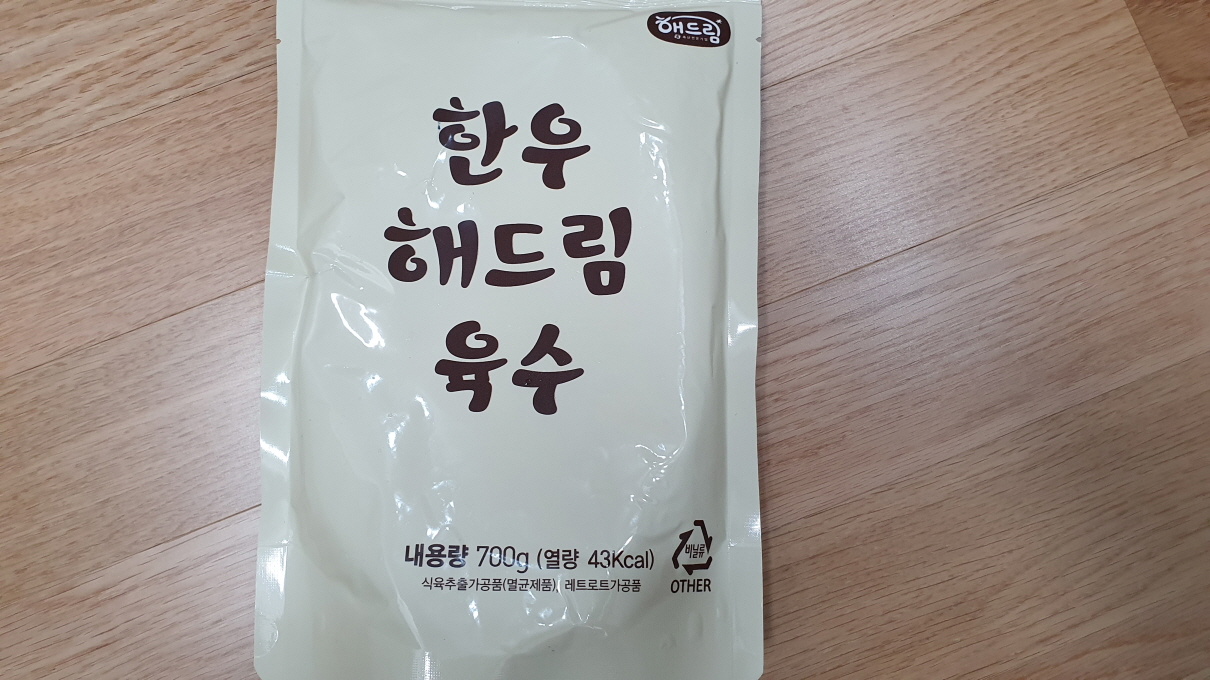 해드림
한우
해드림
육수
내용량 700g (열량 43Kcal)
식육추출가공품(멸균제품), 레트로트가공품
비닐류
OTHER